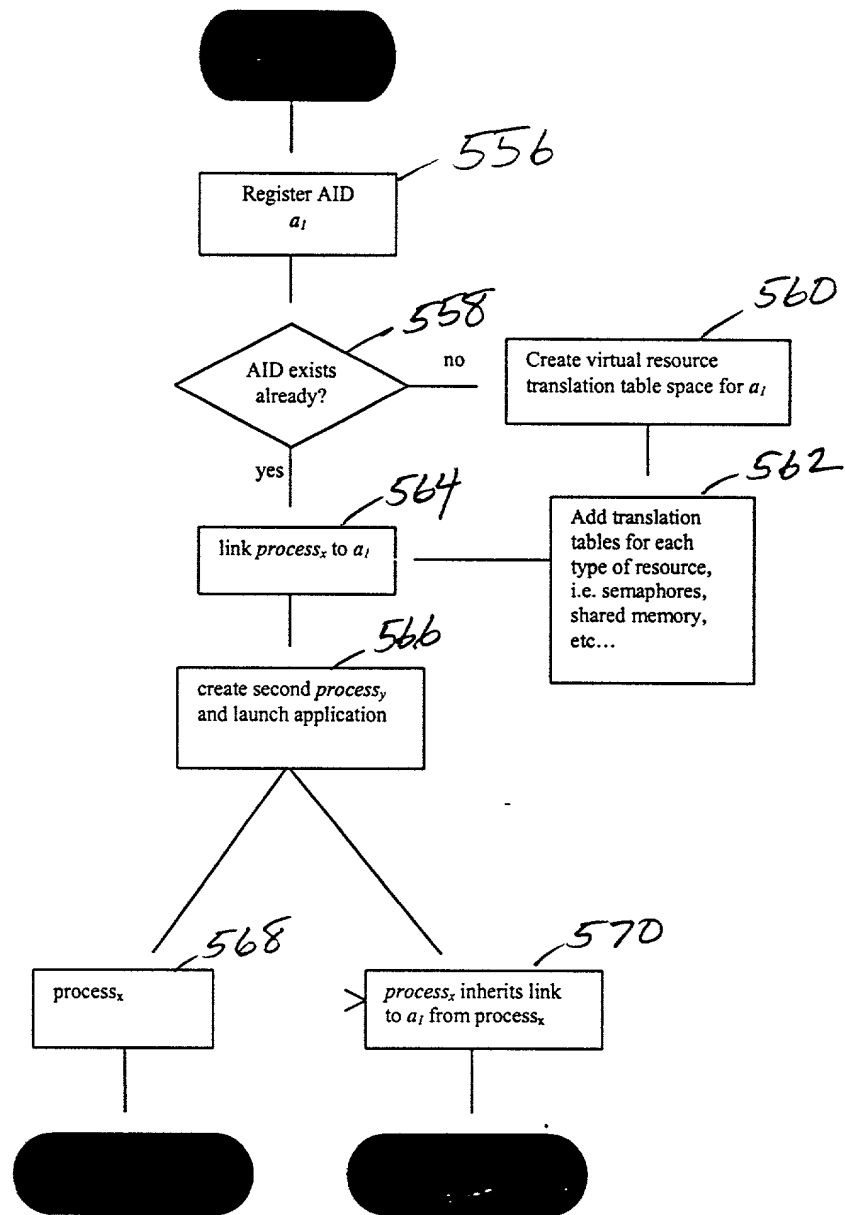 556
Register AID
a₁
558
AID exists
already?
no
yes
560
Create virtual resource
translation table space for a₁
562
Add translation
tables for each
type of resource,
i.e. semaphores,
shared memory,
etc...
564
link processₓ to a₁
566
create second processᵧ
and launch application
568
processₓ
570
processₓ inherits link
to a₁ from processₓ